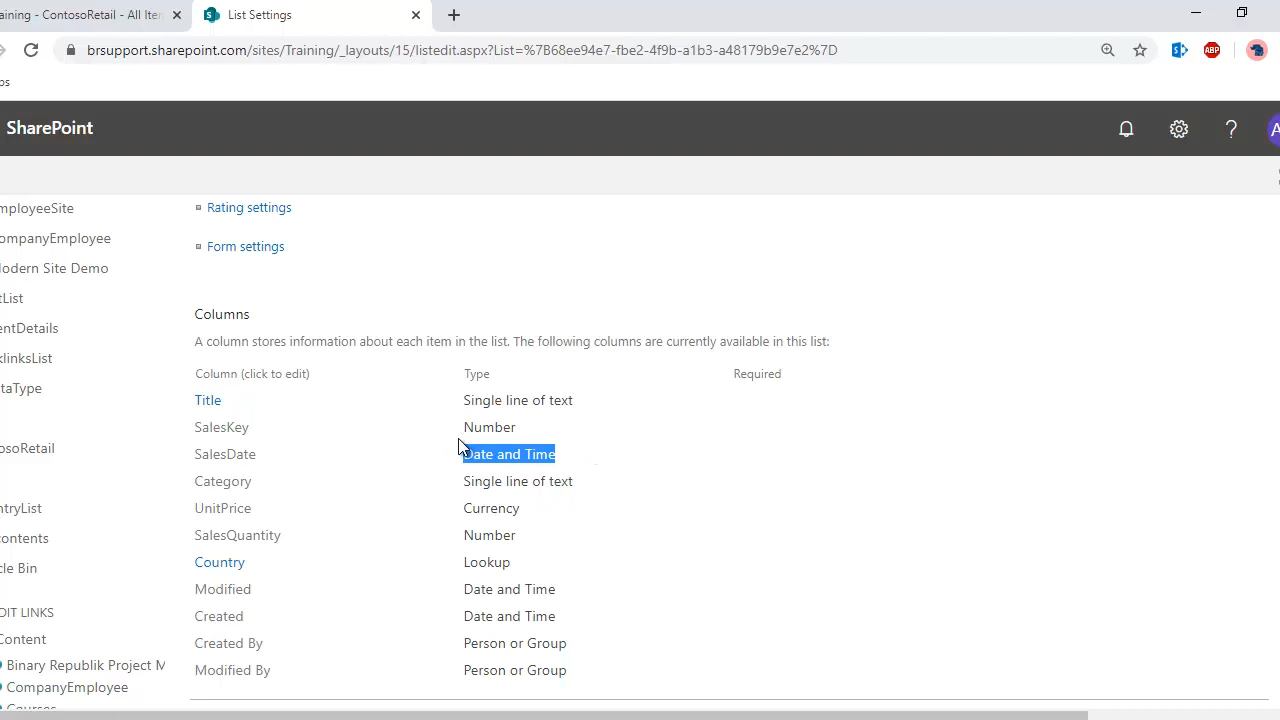 aining - ContosoRetail - All Iten
List Settings
brsupport.sharepoint.com/sites/Training/_layouts/15/listedit.aspx?List=%7B68ee94e7-fbe2-4f9b-a1b3-a48179b9e7e2%7D
ABP
ps
SharePoint
?
A
mployeeSite
ompanyEmployee
lodern Site Demo
tList
entDetails
klinksList
taType
osoRetail
ntryList
contents
cle Bin
DIT LINKS
Content
Binary Republik Project M
CompanyEmployee
Courses
Rating settings
Form settings
Columns
A column stores information about each item in the list. The following columns are currently available in this list:
Column (click to edit) Type Required
Title Single line of text
SalesKey Number
SalesDate Date and Time
Category Single line of text
UnitPrice Currency
SalesQuantity Number
Country Lookup
Modified Date and Time
Created Date and Time
Created By Person or Group
Modified By Person or Group